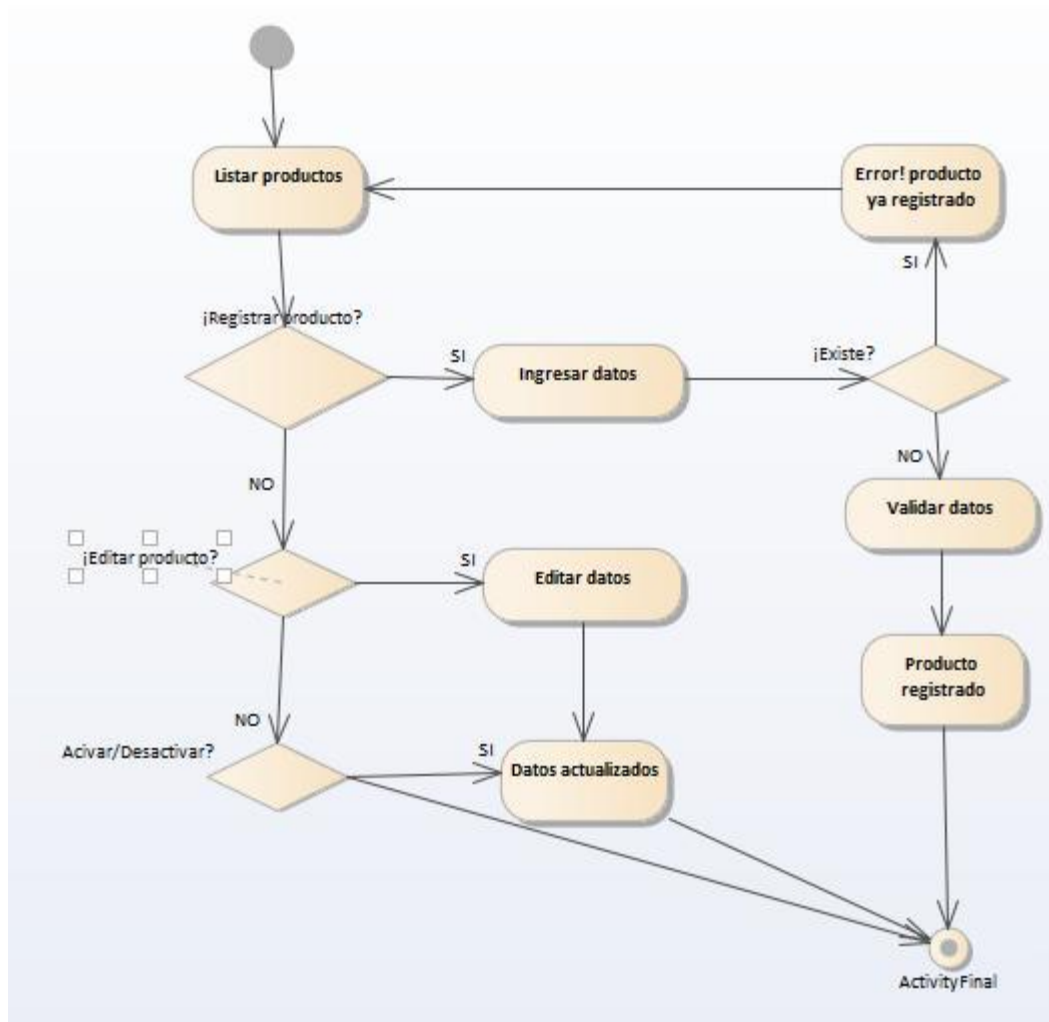 Listar productos
Error! producto
ya registrado
SI
¡Registrar producto?
SI
Ingresar datos
¡Existe?
NO
Validar datos
NO
¡Editar producto?
SI
Editar datos
Producto
registrado
NO
Acivar/Desactivar?
SI
Datos actualizados
ActivityFinal